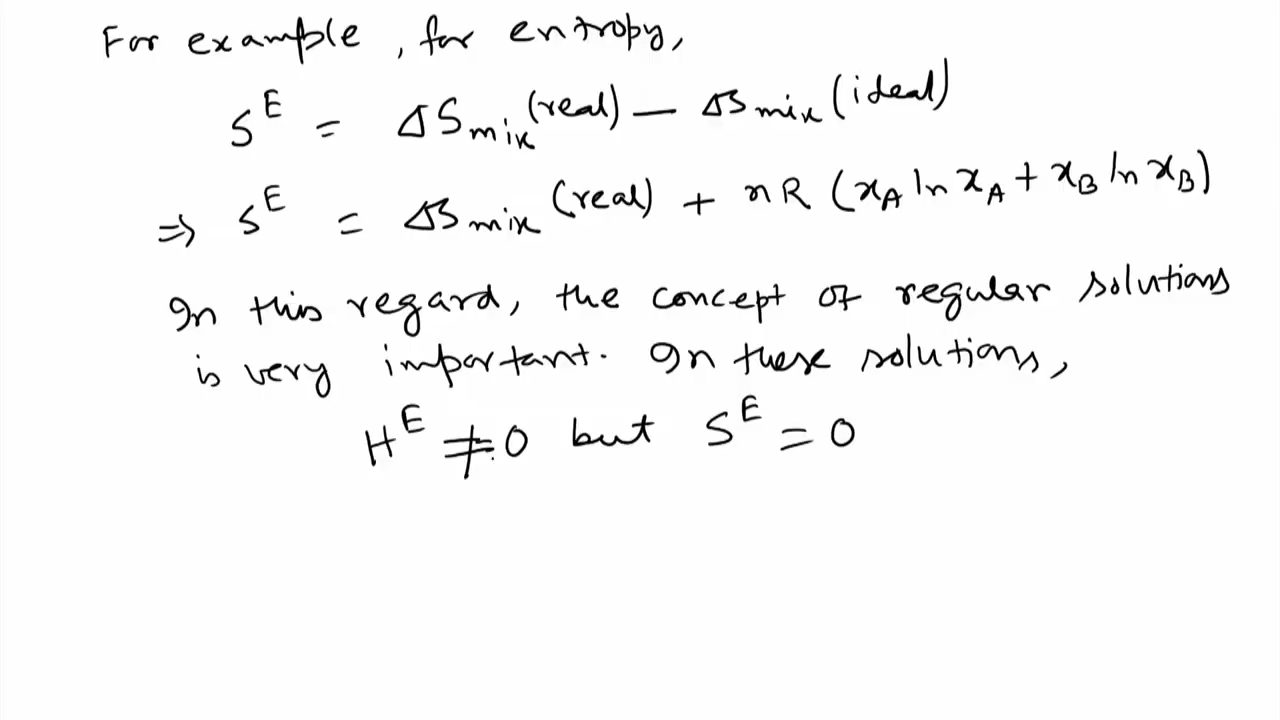 For example, for entropy,
S^E = ΔS_mix (real) — ΔS_mix (ideal)
⇒ S^E = ΔS_mix (real) + nR (x_A ln x_A + x_B ln x_B)
In this regard, the concept of regular solutions
is very important. In these solutions,
H^E ≠ 0 but S^E = 0